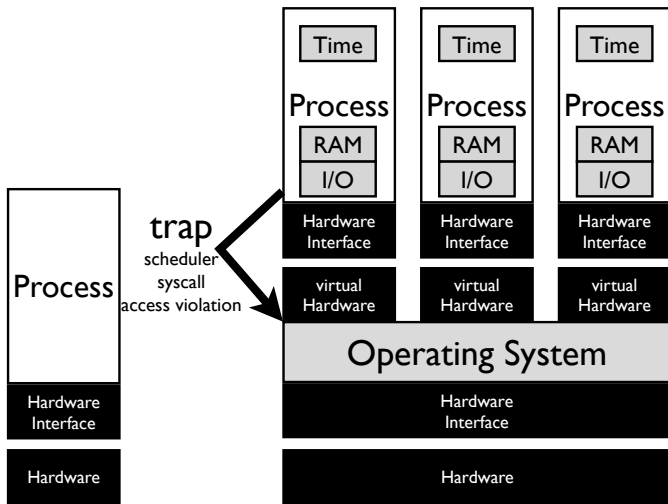 Time
Time
Time
Process
Process
Process
RAM
RAM
RAM
I/O
I/O
I/O
trap
scheduler
syscall
access violation
Hardware
Interface
Hardware
Interface
Hardware
Interface
virtual
Hardware
virtual
Hardware
virtual
Hardware
Process
Operating System
Hardware
Interface
Hardware
Interface
Hardware
Hardware